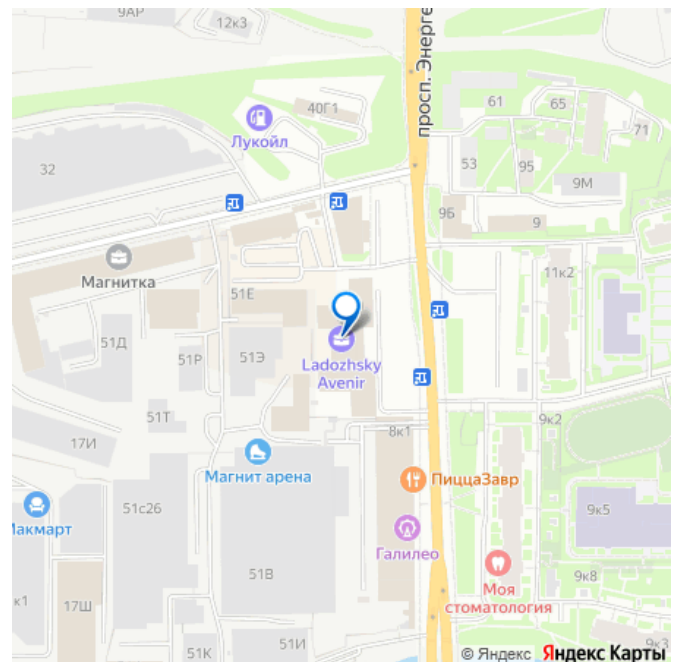 9АР
12к3
просп. Энерге
40Г1
Лукойл
61
65
71
32
53
95
9М
9Б
9
Магнитка
51Е
11к2
51Д
51Р
51Э
Ladozhsky
Avenir
51Т
9к2
8к1
17И
Магнит арена
ПиццаЗавр
51с26
9к5
Макмарт
Галилео
51В
9к8
Моя
стоматология
к1
17Ш
51И
51К
9к3
© Яндекс Яндекс Карты